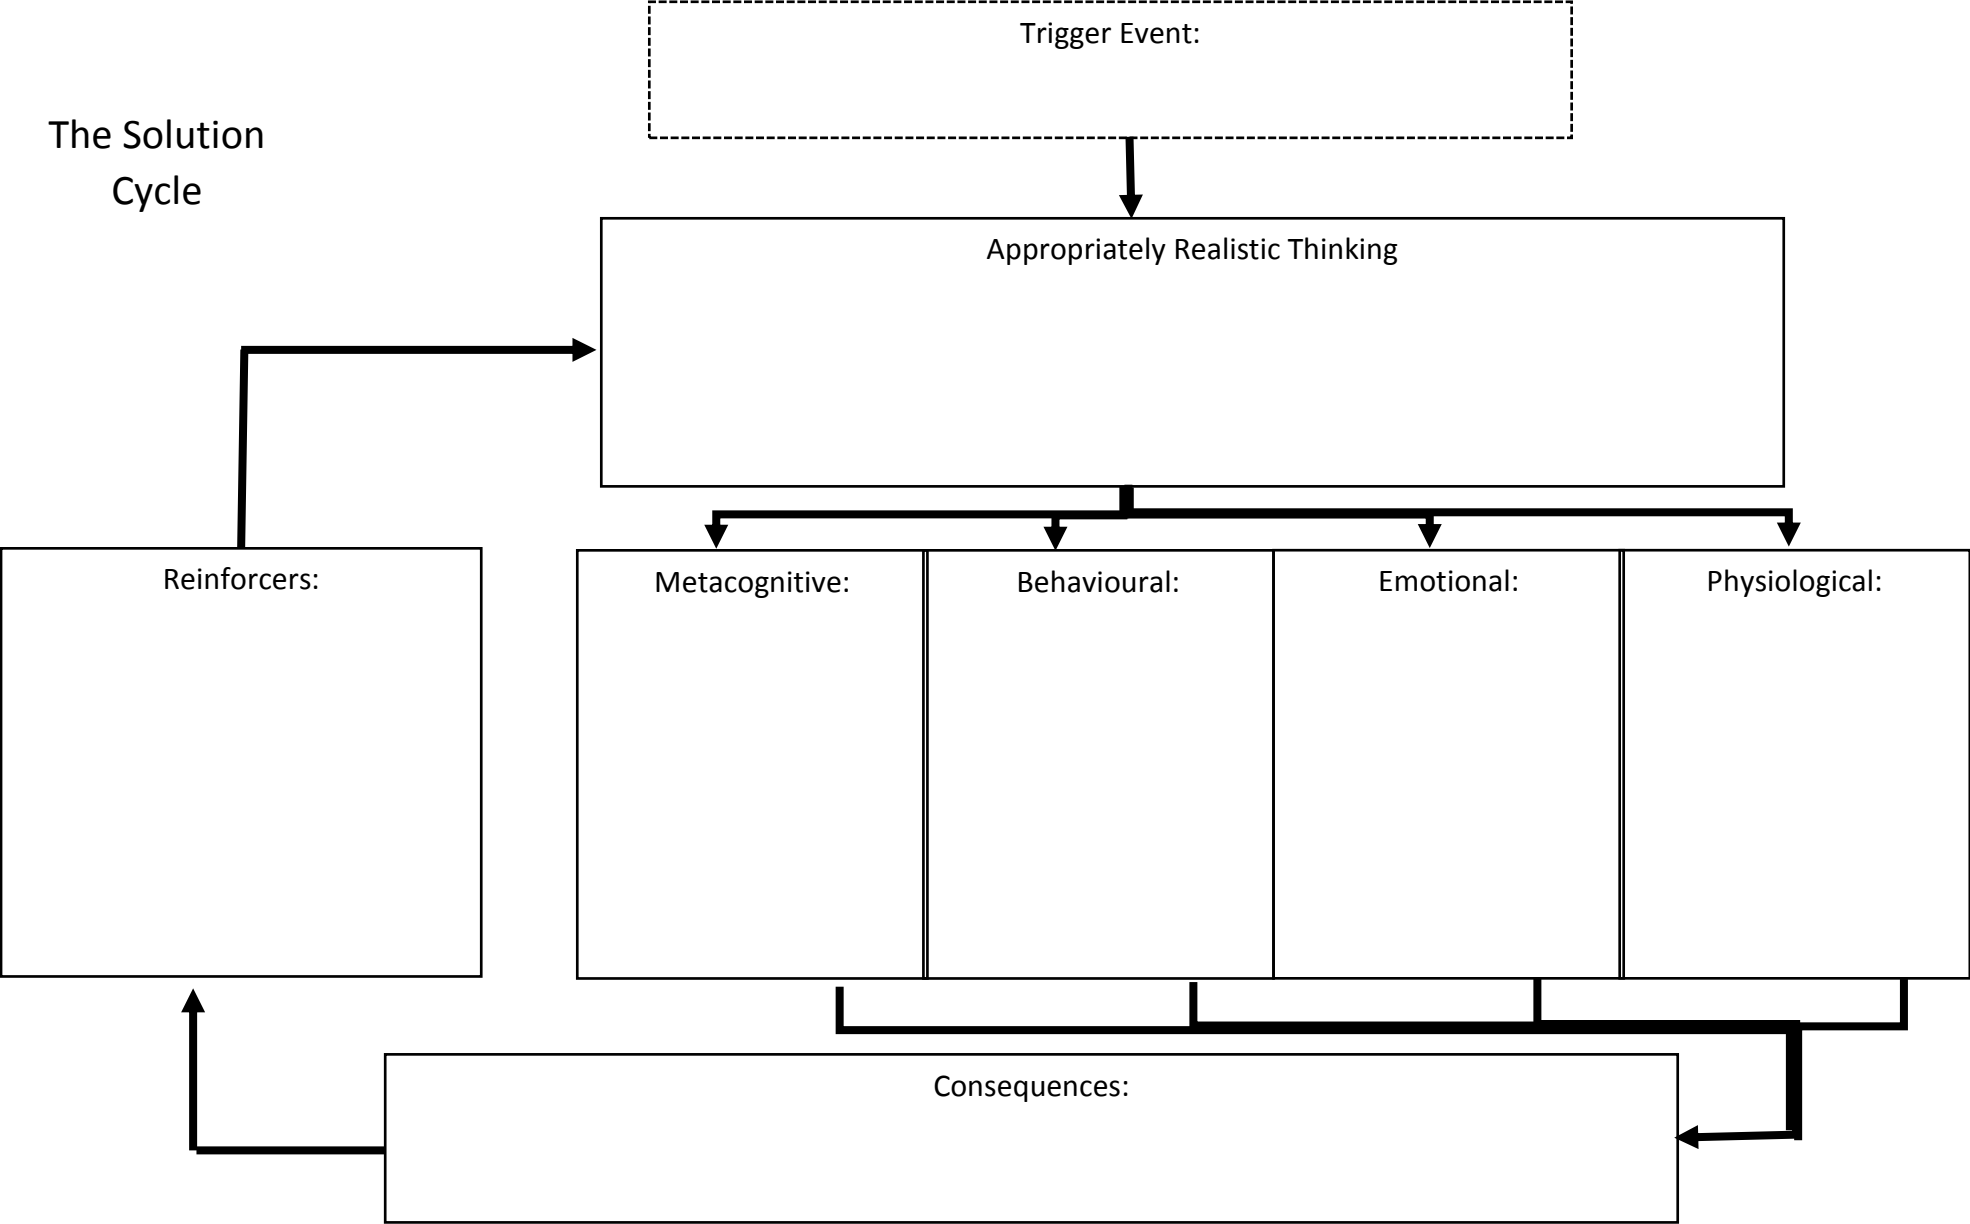 Trigger Event:
The Solution
Cycle
Appropriately Realistic Thinking
Reinforcers:
Metacognitive:
Behavioural:
Emotional:
Physiological:
Consequences: